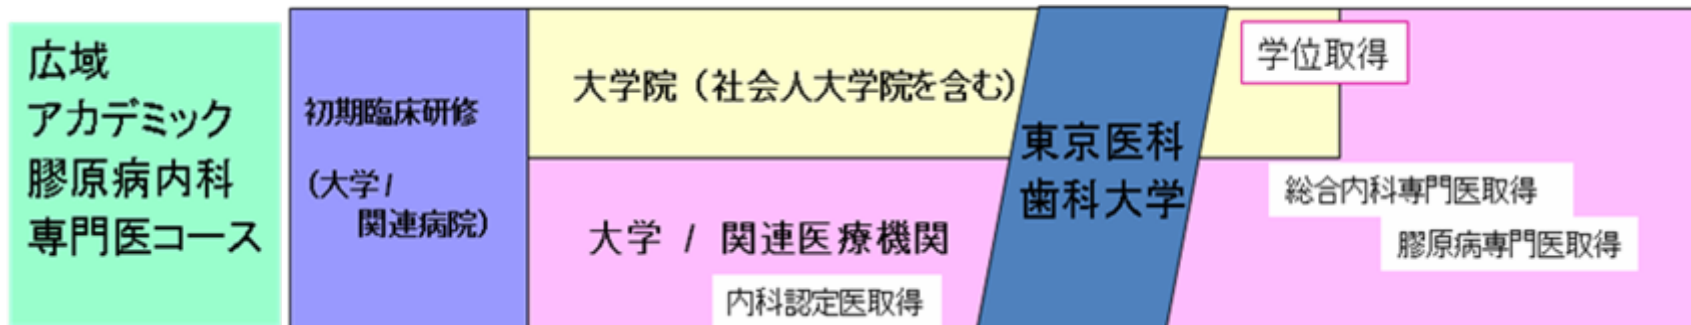 広域
アカデミック
膠原病内科
専門医コース
初期臨床研修
（大学/
関連病院）
大学院（社会人大学院を含む）
大学 / 関連医療機関
内科認定医取得
東京医科
歯科大学
学位取得
総合内科専門医取得
膠原病専門医取得